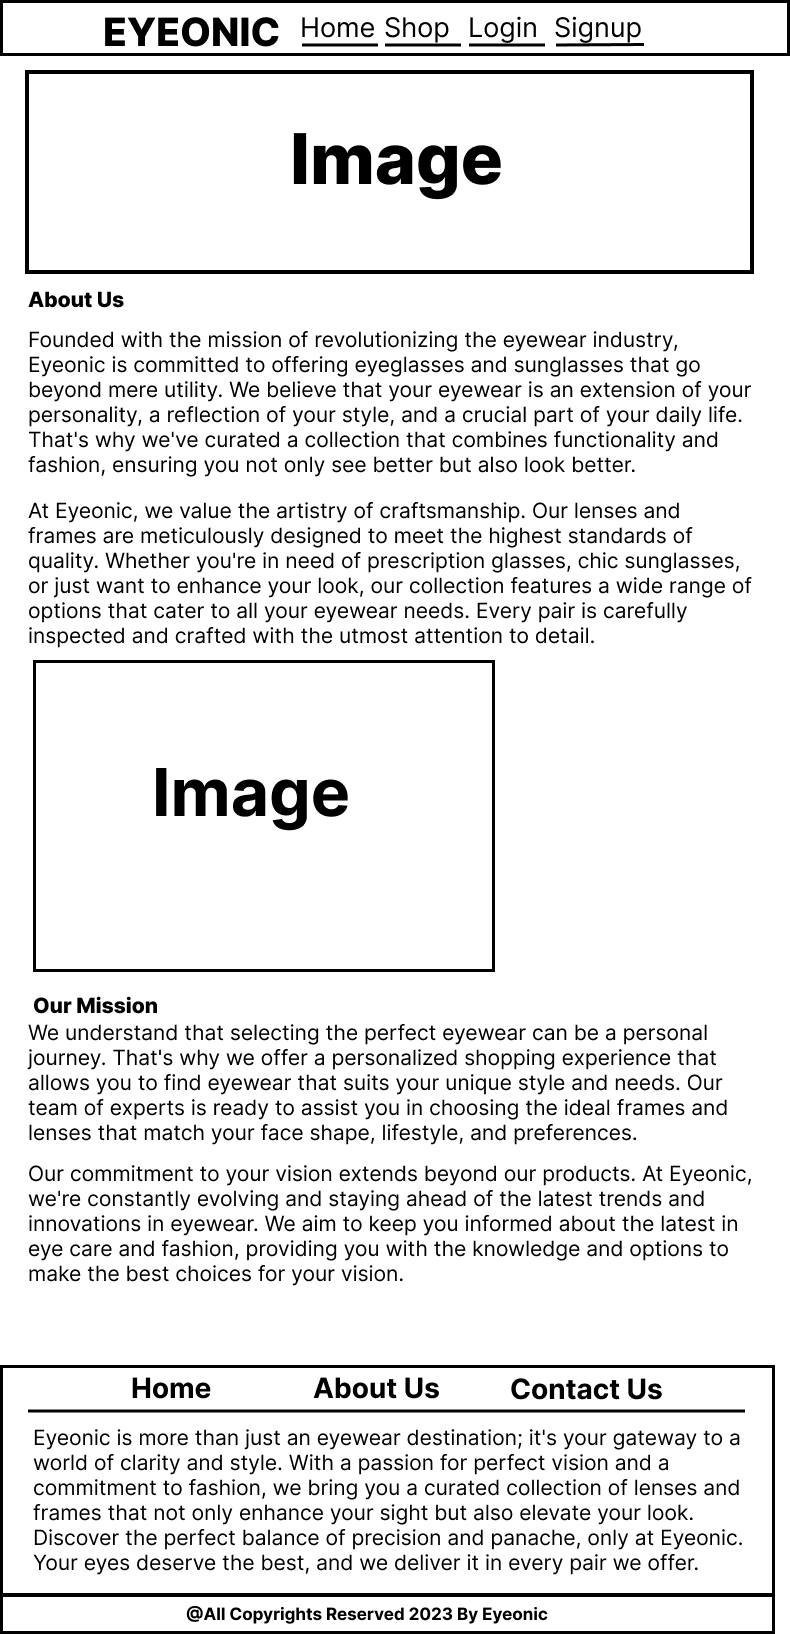 EYEONIC Home Shop Login Signup
Image
About Us
Founded with the mission of revolutionizing the eyewear industry,
Eyeonic is committed to offering eyeglasses and sunglasses that go
beyond mere utility. We believe that your eyewear is an extension of your
personality, a reflection of your style, and a crucial part of your daily life.
That's why we've curated a collection that combines functionality and
fashion, ensuring you not only see better but also look better.
At Eyeonic, we value the artistry of craftsmanship. Our lenses and
frames are meticulously designed to meet the highest standards of
quality. Whether you're in need of prescription glasses, chic sunglasses,
or just want to enhance your look, our collection features a wide range of
options that cater to all your eyewear needs. Every pair is carefully
inspected and crafted with the utmost attention to detail.
Image
Our Mission
We understand that selecting the perfect eyewear can be a personal
journey. That's why we offer a personalized shopping experience that
allows you to find eyewear that suits your unique style and needs. Our
team of experts is ready to assist you in choosing the ideal frames and
lenses that match your face shape, lifestyle, and preferences.
Our commitment to your vision extends beyond our products. At Eyeonic,
we're constantly evolving and staying ahead of the latest trends and
innovations in eyewear. We aim to keep you informed about the latest in
eye care and fashion, providing you with the knowledge and options to
make the best choices for your vision.
Home About Us Contact Us
Eyeonic is more than just an eyewear destination; it's your gateway to a
world of clarity and style. With a passion for perfect vision and a
commitment to fashion, we bring you a curated collection of lenses and
frames that not only enhance your sight but also elevate your look.
Discover the perfect balance of precision and panache, only at Eyeonic.
Your eyes deserve the best, and we deliver it in every pair we offer.
@All Copyrights Reserved 2023 By Eyeonic